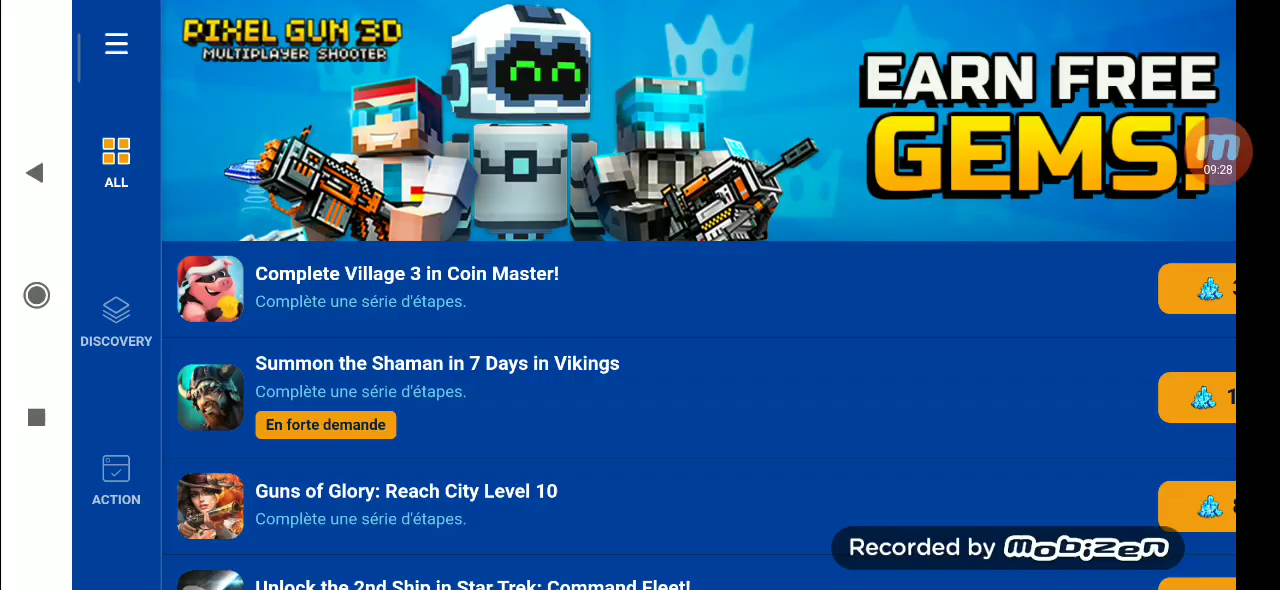 PIXEL GUN 3D
MULTIPLAYER SHOOTER
EARN FREE
GEMS!
m
09:28
ALL
Complete Village 3 in Coin Master!
Complète une série d'étapes.
DISCOVERY
Summon the Shaman in 7 Days in Vikings
Complète une série d'étapes.
En forte demande
ACTION
Guns of Glory: Reach City Level 10
Complète une série d'étapes.
Recorded by mobizen
Unlock the 2nd Ship in Star Trek: Command Fleet!